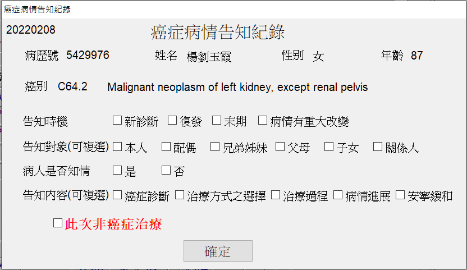 癌症病情告知紀錄
20220208 癌症病情告知紀錄
病歷號 5429976 姓名 楊劉玉霞 性別 女 年齡 87
癌別 C64.2 Malignant neoplasm of left kidney, except renal pelvis
告知時機 新診斷 復發 末期 病情有重大改變
告知對象(可複選) 本人 配偶 兄弟姊妹 父母 子女 關係人
病人是否知情 是 否
告知內容(可複選) 癌症診斷 治療方式之選擇 治療過程 病情進展 安寧緩和
此次非癌症治療
確定